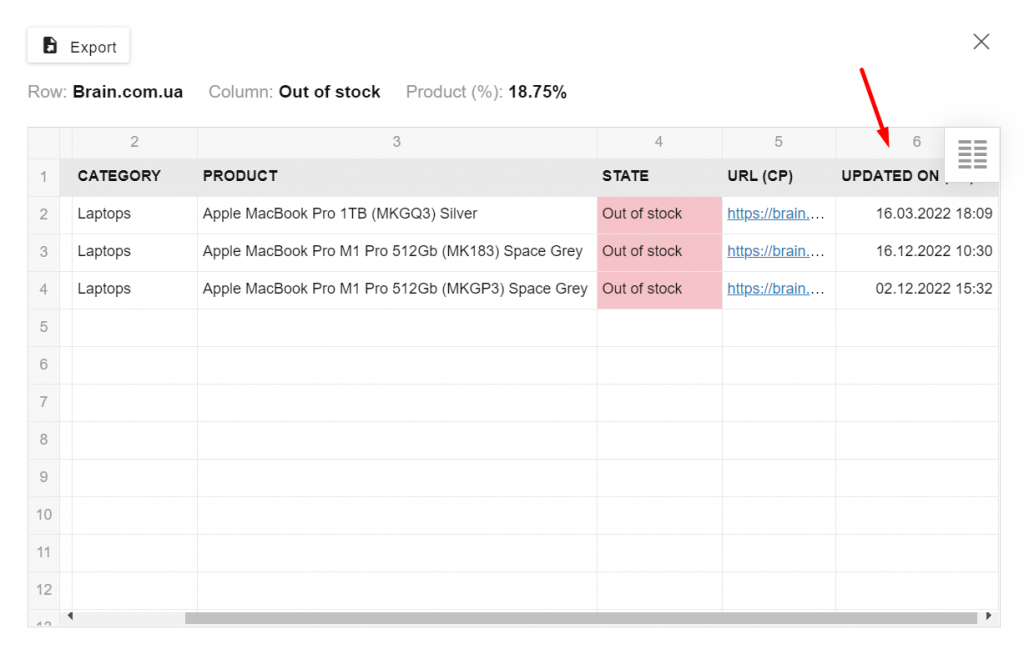 Export
Row: Brain.com.ua Column: Out of stock Product (%): 18.75%
2 3 4 5 6
1 CATEGORY PRODUCT STATE URL (CP) UPDATED ON
2 Laptops Apple MacBook Pro 1TB (MKGQ3) Silver Out of stock https://brain.... 16.03.2022 18:09
3 Laptops Apple MacBook Pro M1 Pro 512Gb (MK183) Space Grey Out of stock https://brain.... 16.12.2022 10:30
4 Laptops Apple MacBook Pro M1 Pro 512Gb (MKGP3) Space Grey Out of stock https://brain.... 02.12.2022 15:32
5
6
7
8
9
10
11
12